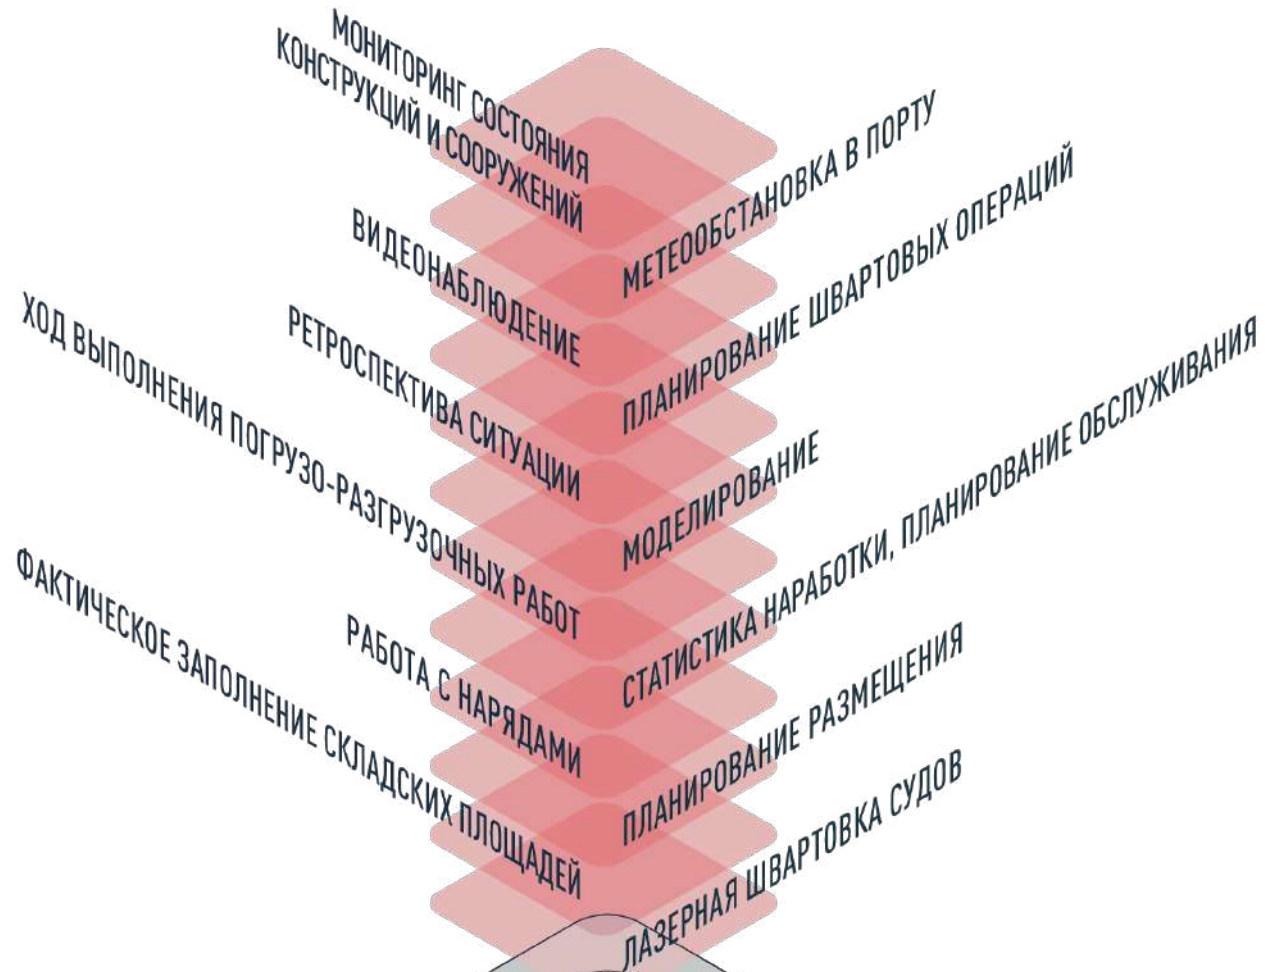 МОНИТОРИНГ СОСТОЯНИЯ
КОНСТРУКЦИЙ И СООРУЖЕНИЙ
МЕТЕООБСТАНОВКА В ПОРТУ
ВИДЕОНАБЛЮДЕНИЕ
ПЛАНИРОВАНИЕ ШВАРТОВЫХ ОПЕРАЦИЙ
РЕТРОСПЕКТИВА СИТУАЦИИ
МОДЕЛИРОВАНИЕ
ХОД ВЫПОЛНЕНИЯ ПОГРУЗО-РАЗГРУЗОЧНЫХ РАБОТ
СТАТИСТИКА НАРАБОТКИ, ПЛАНИРОВАНИЕ ОБСЛУЖИВАНИЯ
РАБОТА С НАРЯДАМИ
ПЛАНИРОВАНИЕ РАЗМЕЩЕНИЯ
ФАКТИЧЕСКОЕ ЗАПОЛНЕНИЕ СКЛАДСКИХ ПЛОЩАДЕЙ
ЛАЗЕРНАЯ ШВАРТОВКА СУДОВ